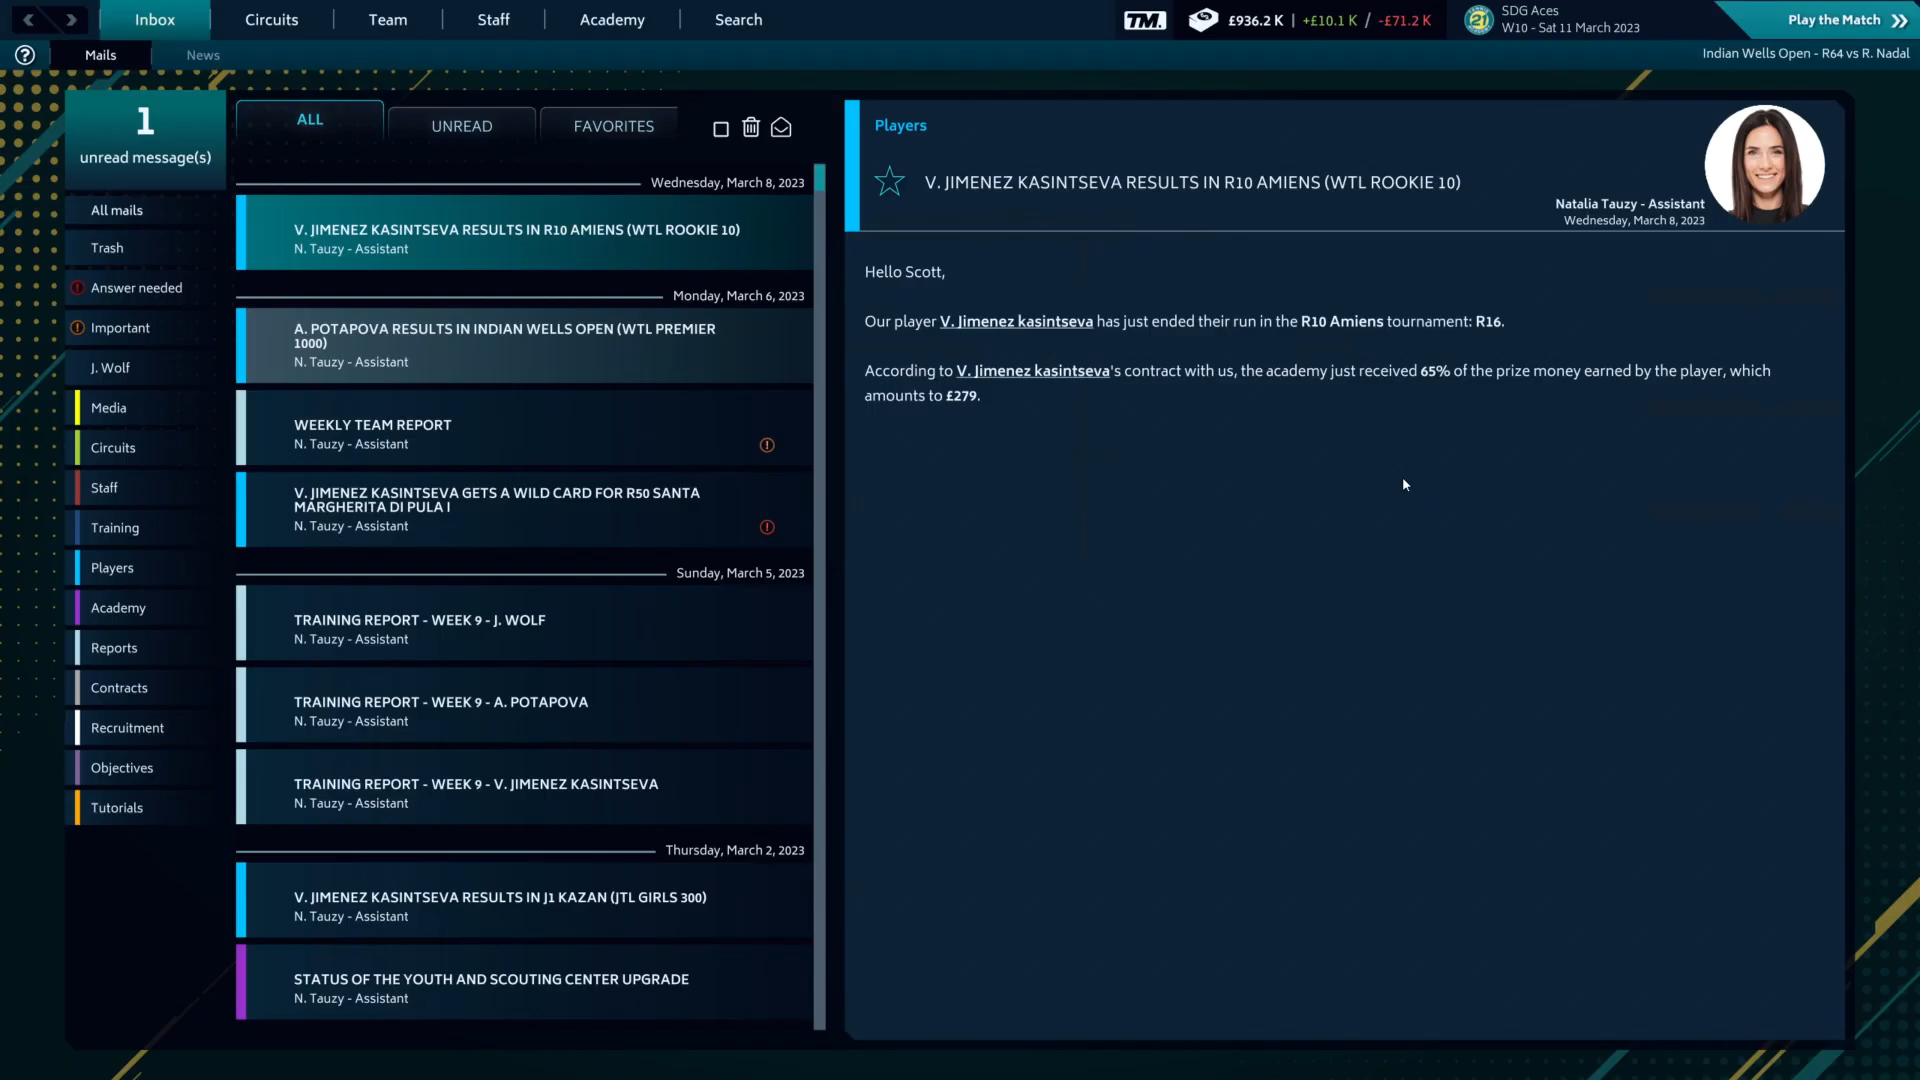 Inbox
Circuits
Team
Staff
Academy
Search
TM.
£936.2 K | +£10.1 K / -£71.2 K
21
SDG Aces
W10 - Sat 11 March 2023
Play the Match
?
Mails
News
Indian Wells Open - R64 vs R. Nadal
1
unread message(s)
All mails
Trash
Answer needed
Important
J. Wolf
Media
Circuits
Staff
Training
Players
Academy
Reports
Contracts
Recruitment
Objectives
Tutorials
ALL
UNREAD
FAVORITES
Wednesday, March 8, 2023
V. JIMENEZ KASINTSEVA RESULTS IN R10 AMIENS (WTL ROOKIE 10)
N. Tauzy - Assistant
Monday, March 6, 2023
A. POTAPOVA RESULTS IN INDIAN WELLS OPEN (WTL PREMIER
1000)
N. Tauzy - Assistant
WEEKLY TEAM REPORT
N. Tauzy - Assistant
V. JIMENEZ KASINTSEVA GETS A WILD CARD FOR R50 SANTA
MARGHERITA DI PULA I
N. Tauzy - Assistant
Sunday, March 5, 2023
TRAINING REPORT - WEEK 9 - J. WOLF
N. Tauzy - Assistant
TRAINING REPORT - WEEK 9 - A. POTAPOVA
N. Tauzy - Assistant
TRAINING REPORT - WEEK 9 - V. JIMENEZ KASINTSEVA
N. Tauzy - Assistant
Thursday, March 2, 2023
V. JIMENEZ KASINTSEVA RESULTS IN J1 KAZAN (JTL GIRLS 300)
N. Tauzy - Assistant
STATUS OF THE YOUTH AND SCOUTING CENTER UPGRADE
N. Tauzy - Assistant
Players
V. JIMENEZ KASINTSEVA RESULTS IN R10 AMIENS (WTL ROOKIE 10)
Natalia Tauzy - Assistant
Wednesday, March 8, 2023
Hello Scott,
Our player V. Jimenez kasintseva has just ended their run in the R10 Amiens tournament: R16.
According to V. Jimenez kasintseva's contract with us, the academy just received 65% of the prize money earned by the player, which
amounts to £279.